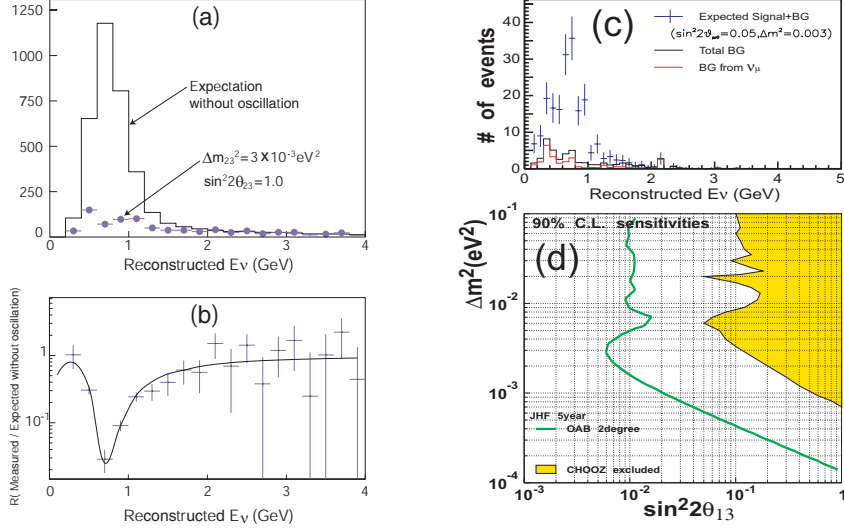 (a)
1250
1000
750
500
250
0
Expectation
without oscillation
Δm₂₃²=3 x 10⁻³eV²
sin²2θ₂₃=1.0
0 1 2 3 4
Reconstructed Eν (GeV)
(b)
R( Measured / Expected without oscillation)
1
10⁻¹
0 1 2 3 4
Reconstructed Eν (GeV)
(c)
# of events
40
30
20
10
0
Expected Signal+BG
(sin²2ϑμe=0.05,Δm²=0.003)
Total BG
BG from νμ
0 1 2 3 4 5
Reconstructed Eν (GeV)
90% C.L. sensitivities
(d)
Δm²(eV²)
10⁻¹
10⁻²
10⁻³
10⁻⁴
JHF 5year
OAB 2degree
CHOOZ excluded
10⁻³ 10⁻² 10⁻¹ 1
sin²2θ₁₃